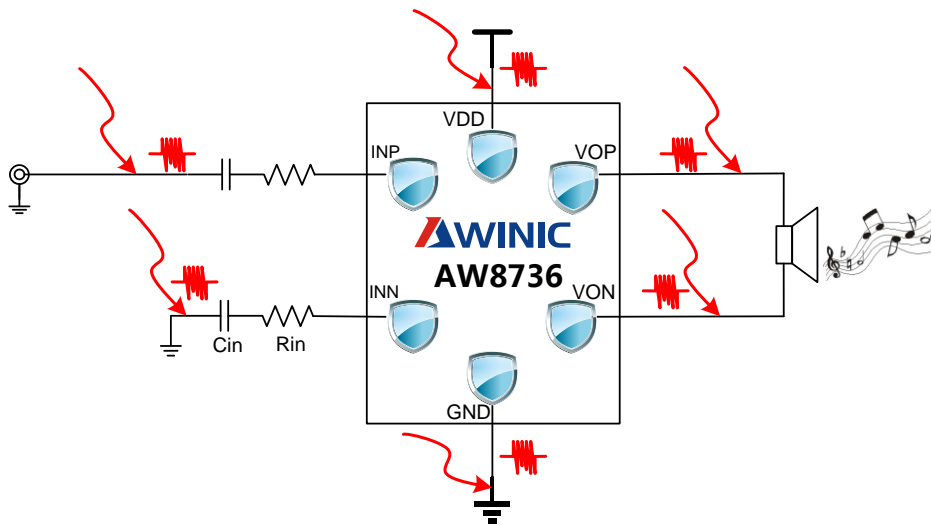 VDD
INP
VOP
AWINIC
AW8736
INN
VON
Cin
Rin
GND